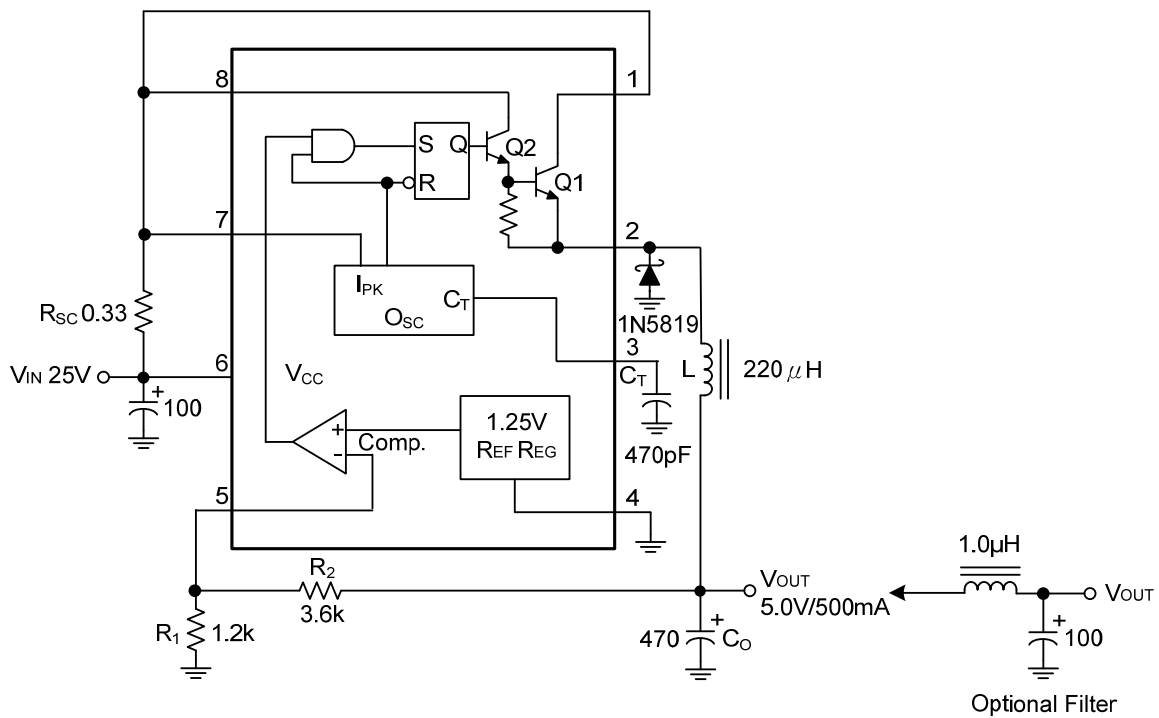 8
1
S
Q
Q2
R
Q1
7
2
IPK
CT
OSC
RSC 0.33
1N5819
3
VIN 25V
6
CT
L
220 μH
VCC
+
100
1.25V
REF REG
+
Comp.
-
470pF
5
4
R2
3.6k
1.0μH
VOUT
5.0V/500mA
VOUT
R1
1.2k
+
470
CO
+
100
Optional Filter